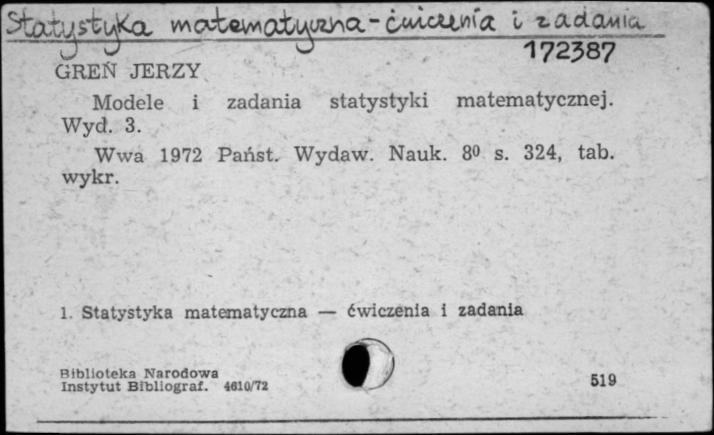 Statystyka matematyczna - ćwiczenia i zadania
172387
GREŃ JERZY
Modele i zadania statystyki matematycznej.
Wyd. 3.
Wwa 1972 Państ. Wydaw. Nauk. 8⁰ s. 324, tab.
wykr.
1. Statystyka matematyczna — ćwiczenia i zadania
Biblioteka Narodowa
Instytut Bibliograf. 4610/72
519